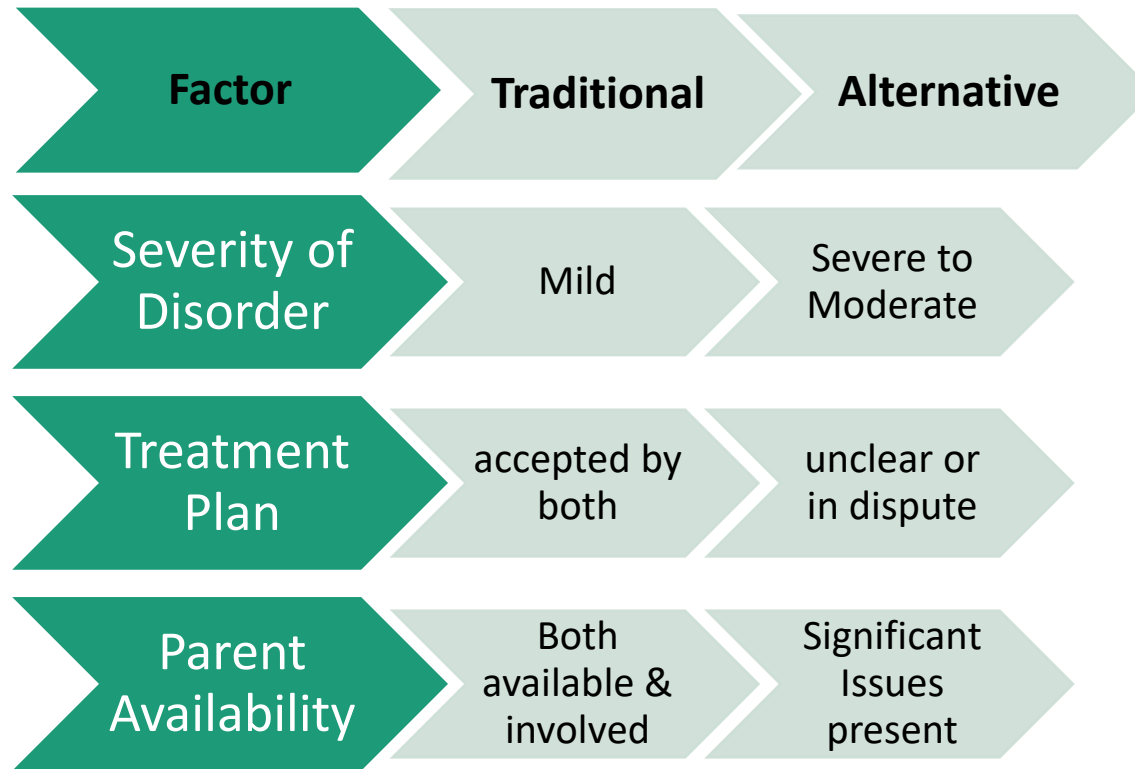 Factor
Traditional
Alternative
Severity of
Disorder
Mild
Severe to
Moderate
Treatment
Plan
accepted by
both
unclear or
in dispute
Parent
Availability
Both
available &
involved
Significant
Issues
present